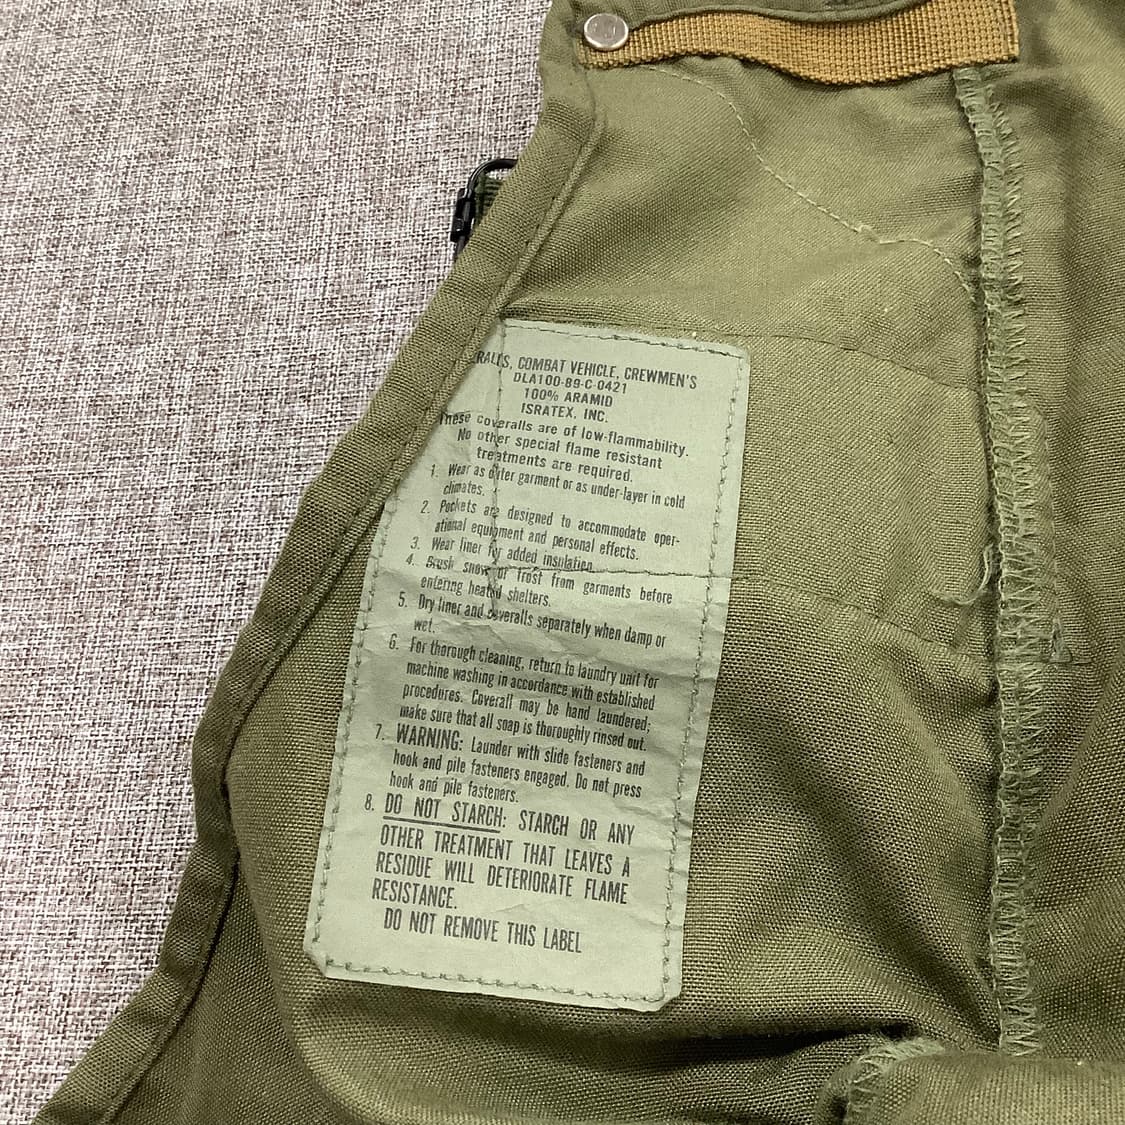 RALLS, COMBAT VEHICLE, CREWMEN'S
DLA100-89-C-0421
100% ARAMID
ISRATEX, INC.
These coveralls are of low-flammability.
No other special flame resistant
treatments are required.
1. Wear as outer garment or as under-layer in cold
climates.
2. Pockets are designed to accommodate oper-
ational equipment and personal effects.
3. Wear liner for added insulation.
4. Brush snow or frost from garments before
entering heated shelters.
5. Dry liner and coveralls separately when damp or
wet.
6. For thorough cleaning, return to laundry unit for
machine washing in accordance with established
procedures. Coverall may be hand laundered;
make sure that all soap is thoroughly rinsed out.
7. WARNING: Launder with slide fasteners and
hook and pile fasteners engaged. Do not press
hook and pile fasteners.
8. DO NOT STARCH: STARCH OR ANY
OTHER TREATMENT THAT LEAVES A
RESIDUE WILL DETERIORATE FLAME
RESISTANCE.
DO NOT REMOVE THIS LABEL